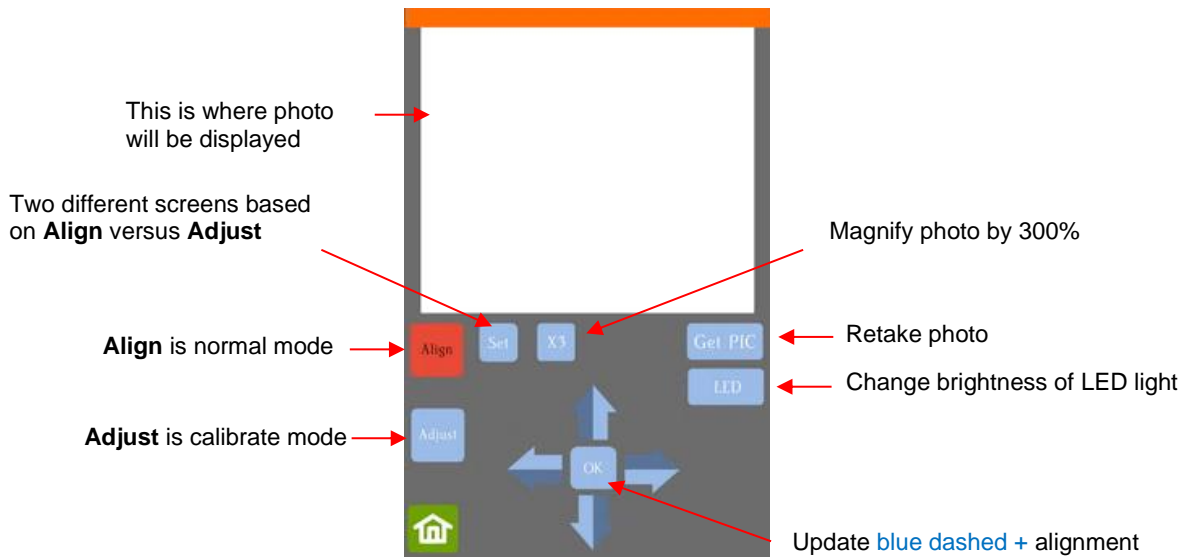 This is where photo
will be displayed
Two different screens based
on Align versus Adjust
Magnify photo by 300%
Align is normal mode
Align
Set
X3
Get PIC
Retake photo
LED
Change brightness of LED light
Adjust is calibrate mode
Adjust
OK
Update blue dashed + alignment